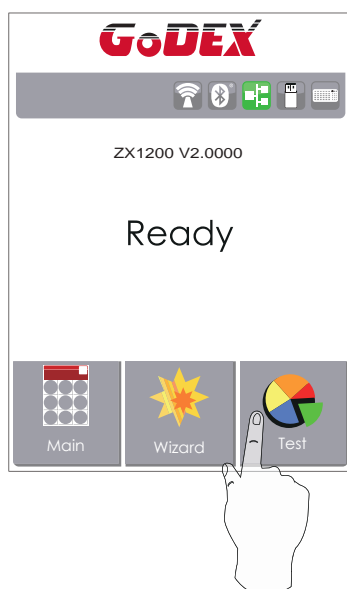 GoDEX
ZX1200 V2.0000
Ready
Main
Wizard
Test